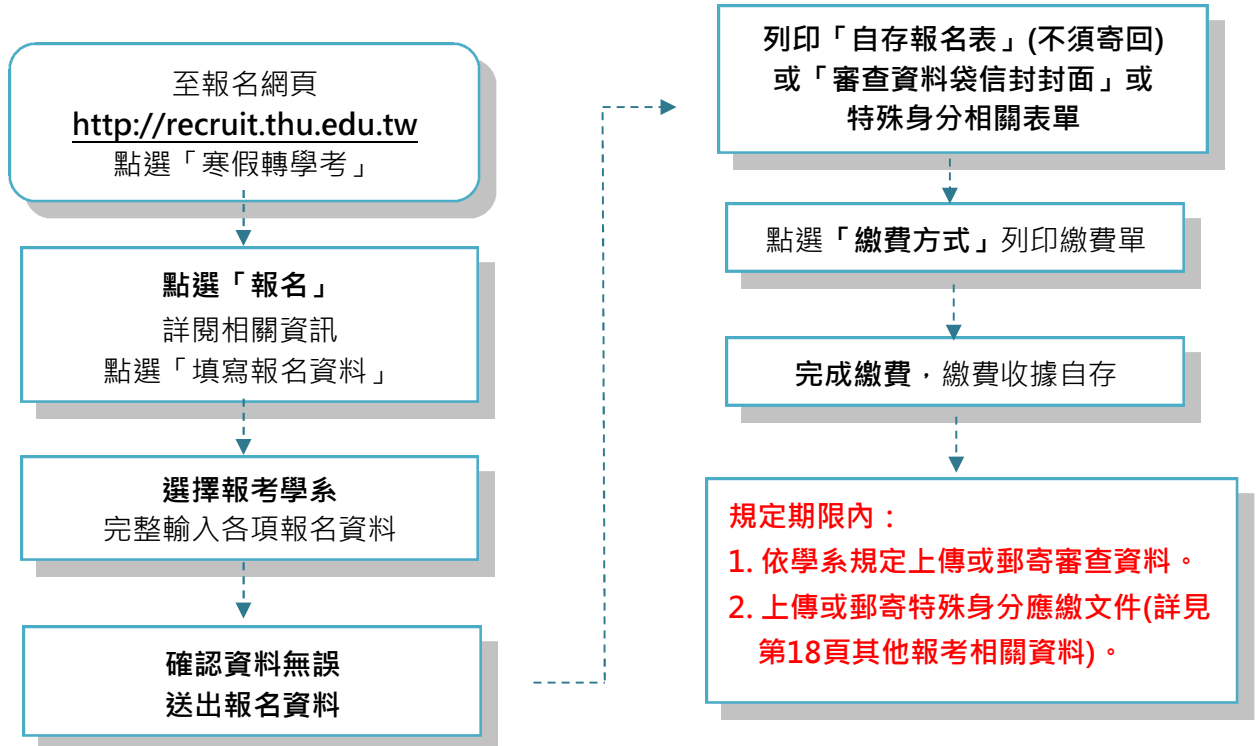 至報名網頁
http://recruit.thu.edu.tw
點選「寒假轉學考」
點選「報名」
詳閱相關資訊
點選「填寫報名資料」
選擇報考學系
完整輸入各項報名資料
確認資料無誤
送出報名資料
列印「自存報名表」(不須寄回)
或「審查資料袋信封封面」或
特殊身分相關表單
點選「繳費方式」列印繳費單
完成繳費，繳費收據自存
規定期限內：
1. 依學系規定上傳或郵寄審查資料。
2. 上傳或郵寄特殊身分應繳文件(詳見
第18頁其他報考相關資料)。